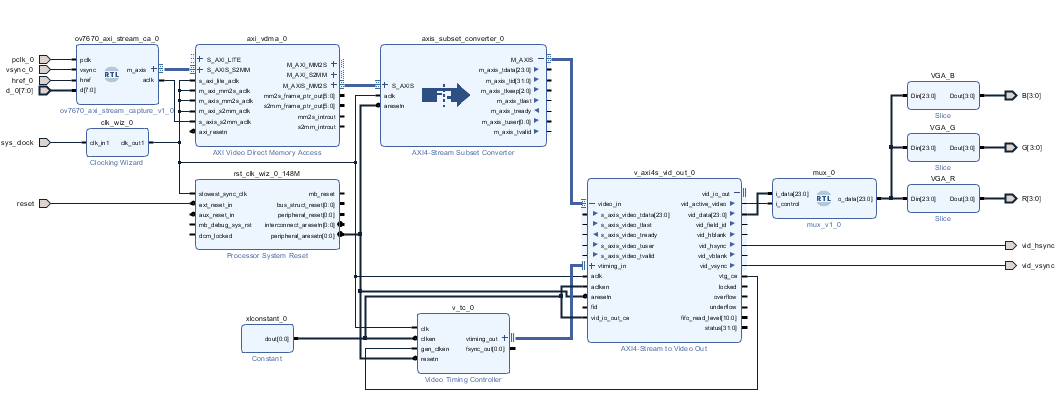 ov7670_axi_stream_ca_0
pclk_0
vsync_0
href_0
d_0[7:0]
pclk
vsync
href
d[7:0]
RTL
m_axis
aclk
ov7670_axi_stream_capture_v1_0
clk_wiz_0
sys_clock
clk_in1
clk_out1
Clocking Wizard
axi_vdma_0
S_AXI_LITE
S_AXIS_S2MM
s_axi_lite_aclk
m_axi_mm2s_aclk
m_axis_mm2s_aclk
m_axi_s2mm_aclk
s_axis_s2mm_aclk
axi_resetn
M_AXI_MM2S
M_AXI_S2MM
M_AXIS_MM2S
mm2s_frame_ptr_out[5:0]
s2mm_frame_ptr_out[5:0]
mm2s_introut
s2mm_introut
AXI Video Direct Memory Access
axis_subset_converter_0
S_AXIS
aclk
aresetn
M_AXIS
m_axis_tdata[23:0]
m_axis_tid[31:0]
m_axis_tkeep[2:0]
m_axis_tlast
m_axis_tready
m_axis_tuser[0:0]
m_axis_tvalid
AXI4-Stream Subset Converter
rst_clk_wiz_0_148M
reset
slowest_sync_clk
ext_reset_in
aux_reset_in
mb_debug_sys_rst
dcm_locked
mb_reset
bus_struct_reset[0:0]
peripheral_reset[0:0]
interconnect_aresetn[0:0]
peripheral_aresetn[0:0]
Processor System Reset
xlconstant_0
dout[0:0]
Constant
v_tc_0
clk
clken
gen_clken
resetn
vtiming_out
fsync_out[0:0]
Video Timing Controller
v_axi4s_vid_out_0
video_in
s_axis_video_tdata[23:0]
s_axis_video_tlast
s_axis_video_tready
s_axis_video_tuser
s_axis_video_tvalid
vtiming_in
aclk
aclken
aresetn
fid
vid_io_out_ce
vid_io_out
vid_active_video
vid_data[23:0]
vid_field_id
vid_hblank
vid_hsync
vid_vblank
vid_vsync
vtg_ce
locked
overflow
underflow
fifo_read_level[10:0]
status[31:0]
AXI4-Stream to Video Out
mux_0
i_data[23:0]
i_control
RTL
o_data[23:0]
mux_v1_0
VGA_B
Din[23:0]
Dout[3:0]
Slice
B[3:0]
VGA_G
Din[23:0]
Dout[3:0]
Slice
G[3:0]
VGA_R
Din[23:0]
Dout[3:0]
Slice
R[3:0]
vid_hsync
vid_vsync